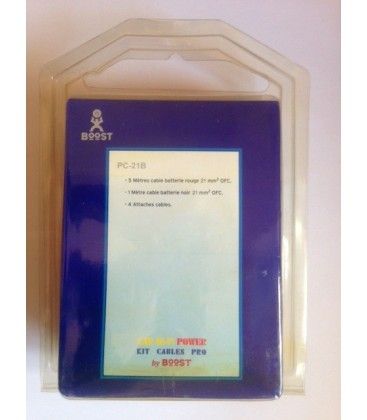 BOOST
PC-21B
• 5 Mètres cable batterie rouge 21 mm² OFC.
• 1 Mètre cable batterie noir 21 mm² OFC.
• 4 Attaches cables.
POWER
KIT CABLES PRO
by BOOST